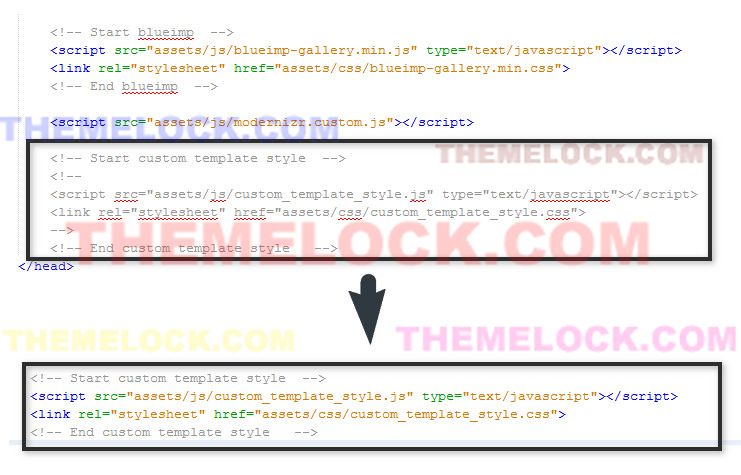 <!-- Start blueimp  -->
<script src="assets/js/blueimp-gallery.min.js" type="text/javascript"></script>
<link rel="stylesheet" href="assets/css/blueimp-gallery.min.css">
<!-- End blueimp  -->
<script src="assets/js/modernizr.custom.js"></script>
THEMELOCK.COM
THEMELOCK.COM
<!-- Start custom template style  -->
<!--
<script src="assets/js/custom_template_style.js" type="text/javascript"></script>
<link rel="stylesheet" href="assets/css/custom_template_style.css">
-->
THEMELOCK.COM
<!-- End custom template style   -->
</head>
THEMELOCK.COM
THEMELOCK.COM
<!-- Start custom template style  -->
<script src="assets/js/custom_template_style.js" type="text/javascript"></script>
<link rel="stylesheet" href="assets/css/custom_template_style.css">
<!-- End custom template style   -->